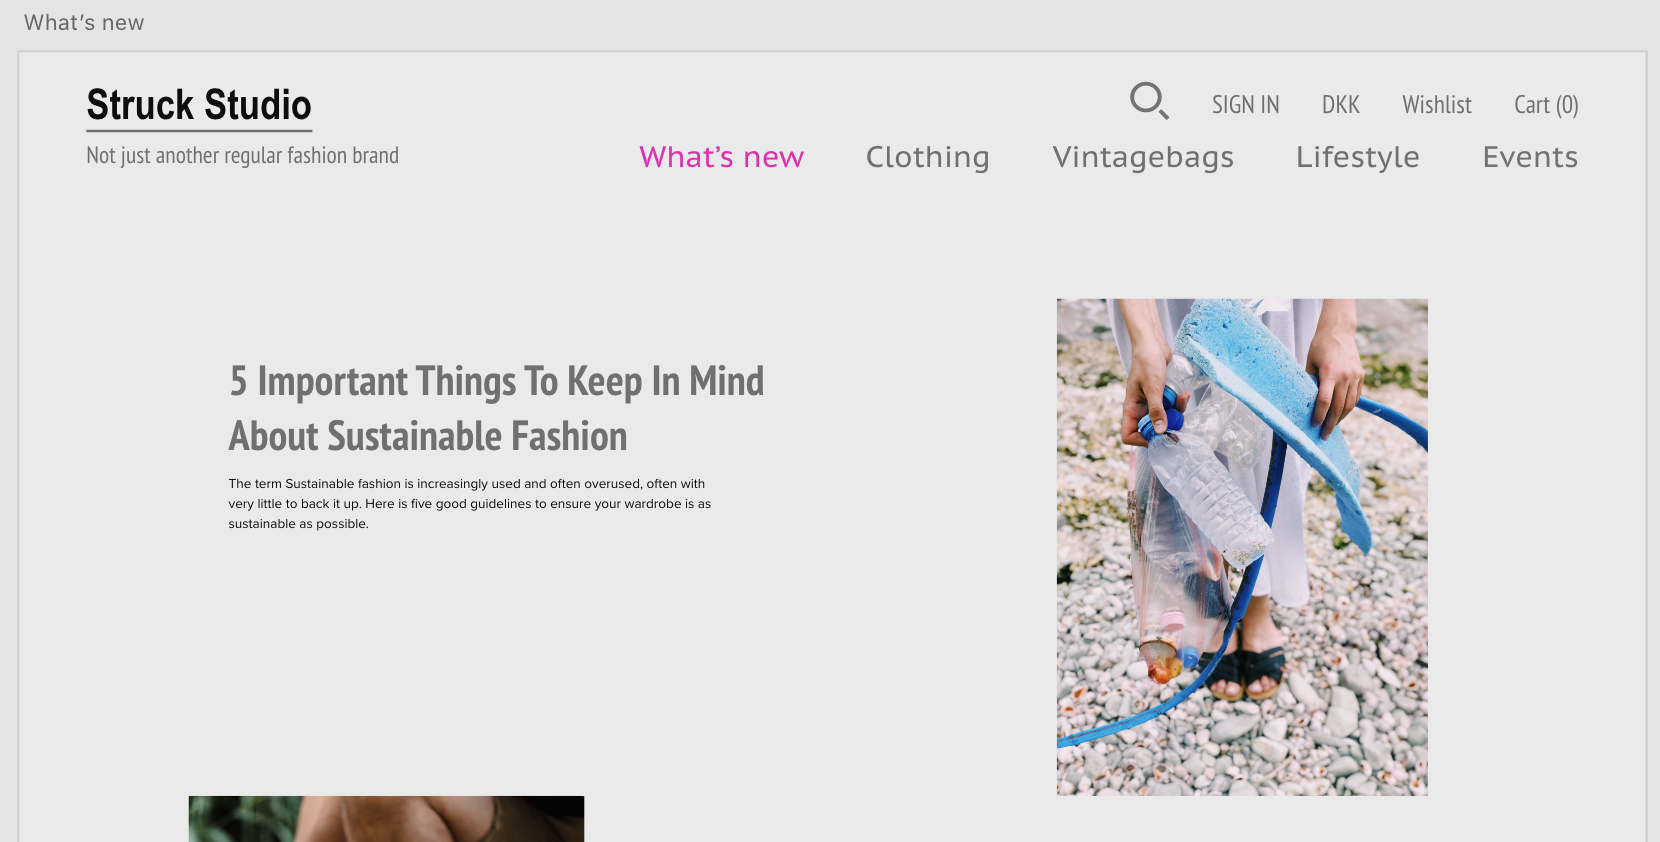 What's new
Struck Studio
Not just another regular fashion brand
SIGN IN DKK Wishlist Cart (0)
What's new Clothing Vintagebags Lifestyle Events
5 Important Things To Keep In Mind
About Sustainable Fashion
The term Sustainable fashion is increasingly used and often overused, often with
very little to back it up. Here is five good guidelines to ensure your wardrobe is as
sustainable as possible.